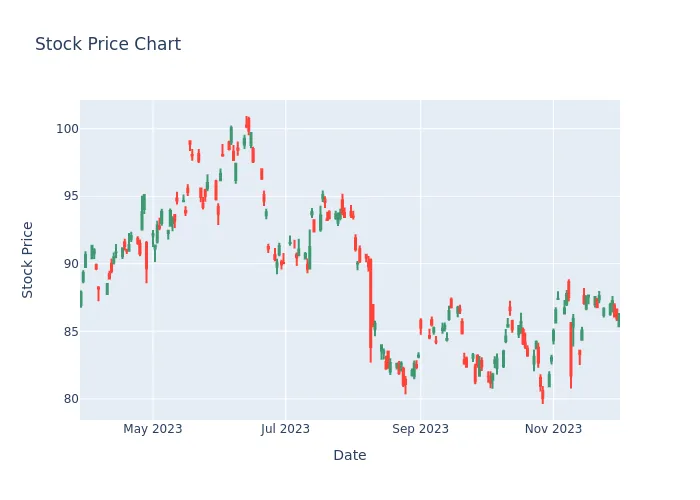 Stock Price Chart
100
95
90
85
80
Stock Price
May 2023
Jul 2023
Sep 2023
Nov 2023
Date